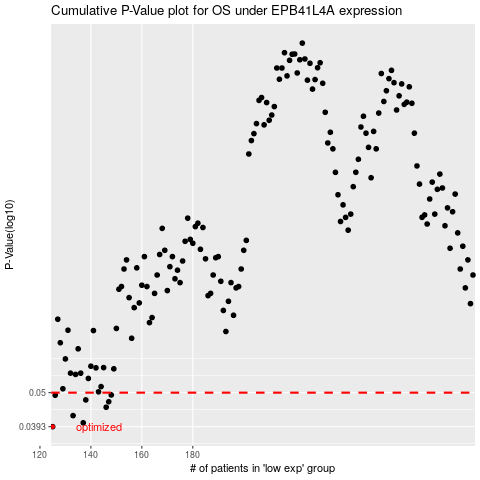 Cumulative P-Value plot for OS under EPB41L4A expression
P-Value(log10)
0.05
0.0393
optimized
120 140 160 180
# of patients in 'low exp' group